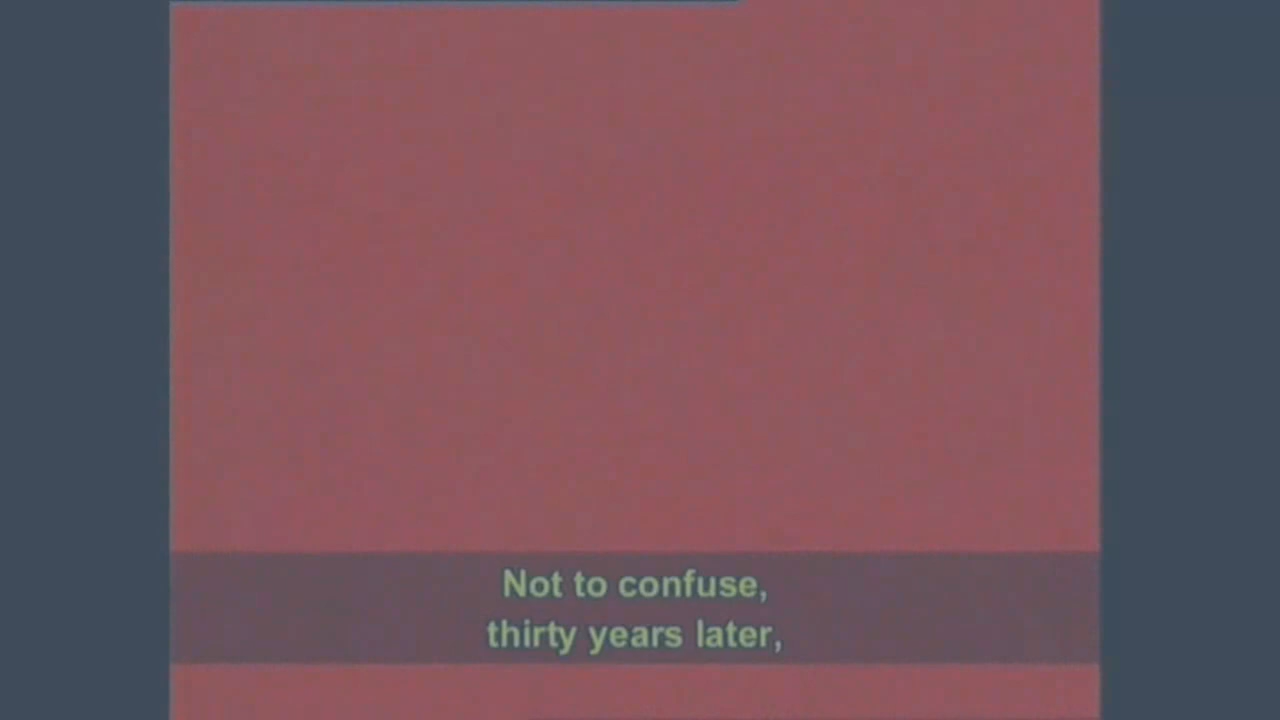 Not to confuse,
thirty years later,